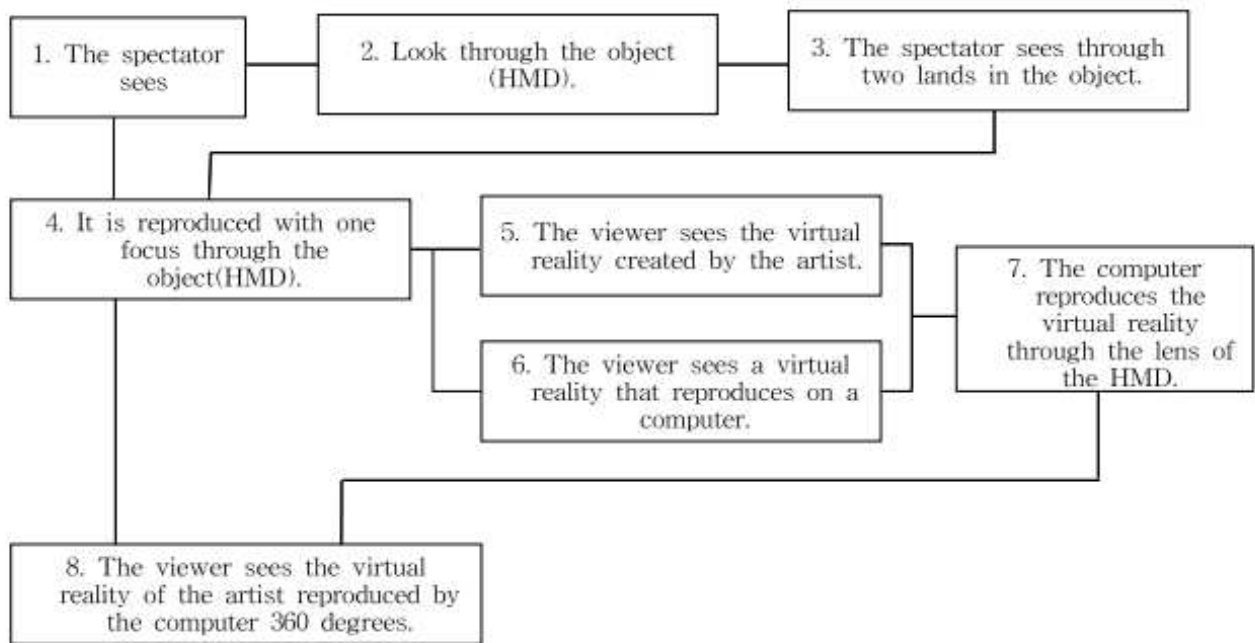 1. The spectator
sees
2. Look through the object
(HMD).
3. The spectator sees through
two lands in the object.
4. It is reproduced with one
focus through the
object(HMD).
5. The viewer sees the virtual
reality created by the artist.
6. The viewer sees a virtual
reality that reproduces on a
computer.
7. The computer
reproduces the
virtual reality
through the lens of
the HMD.
8. The viewer sees the virtual
reality of the artist reproduced by
the computer 360 degrees.